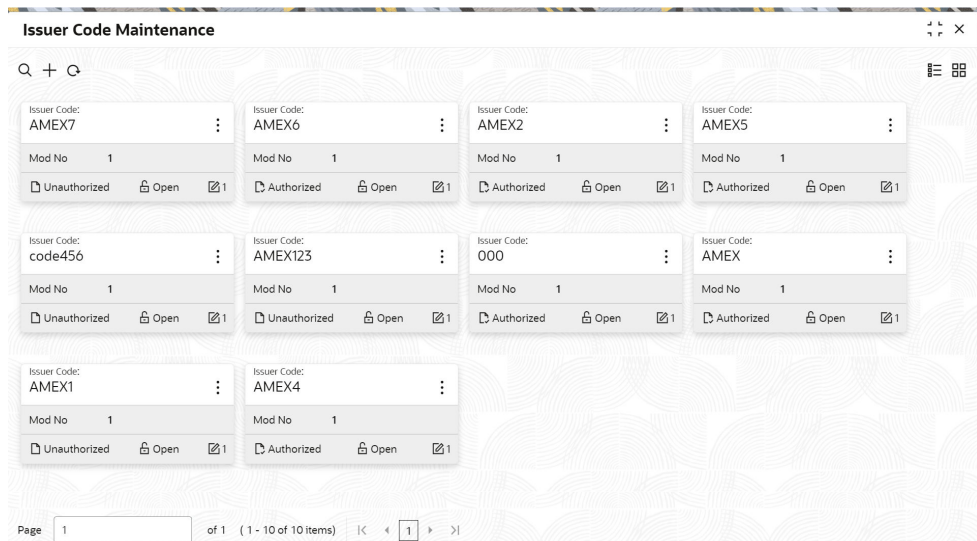 Issuer Code Maintenance
Issuer Code: Issuer Code: Issuer Code: Issuer Code:
AMEX7 AMEX6 AMEX2 AMEX5
Mod No 1 Mod No 1 Mod No 1 Mod No 1
Unauthorized Open 1 Authorized Open 1 Authorized Open 1 Authorized Open 1
Issuer Code: Issuer Code: Issuer Code: Issuer Code:
code456 AMEX123 000 AMEX
Mod No 1 Mod No 1 Mod No 1 Mod No 1
Unauthorized Open 1 Unauthorized Open 1 Authorized Open 1 Authorized Open 1
Issuer Code: Issuer Code:
AMEX1 AMEX4
Mod No 1 Mod No 1
Unauthorized Open 1 Authorized Open 1
Page 1 of 1 ( 1 - 10 of 10 items) 1